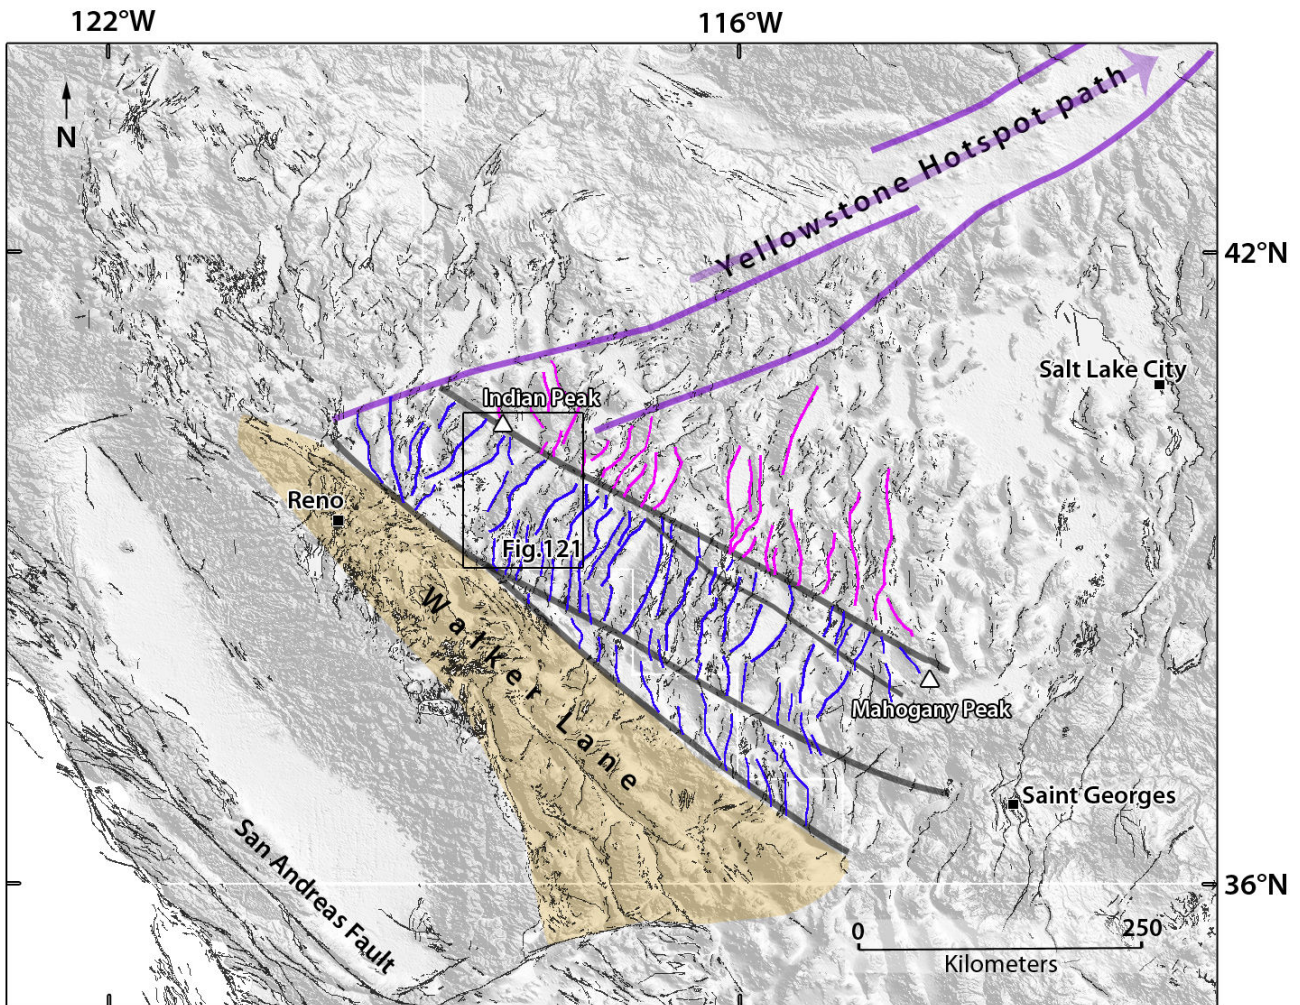 122°W
116°W
N
Yellowstone Hotspot path
42°N
Salt Lake City
Indian Peak
Reno
Fig.121
Walker Lane
Mahogany Peak
Saint Georges
San Andreas Fault
36°N
0 250
Kilometers